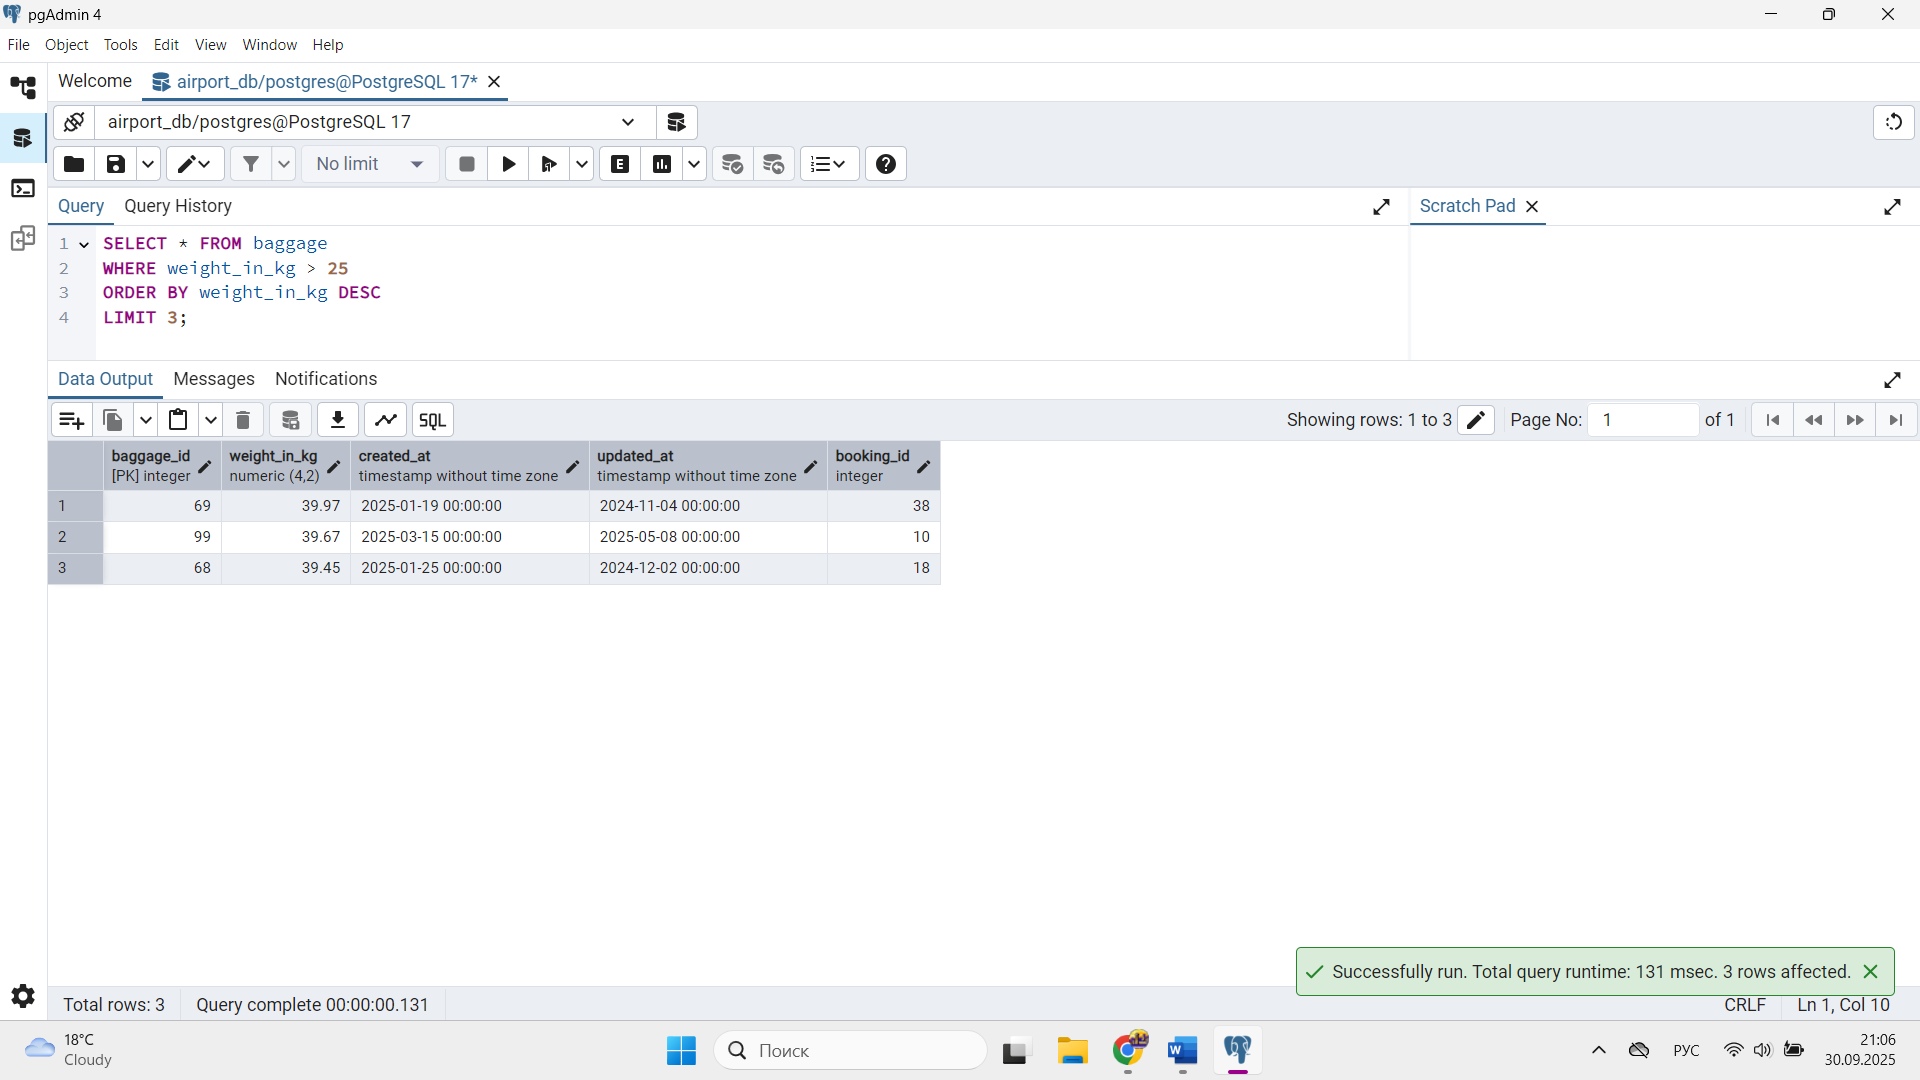 pgAdmin 4
File Object Tools Edit View Window Help
Welcome airport_db/postgres@PostgreSQL 17*
airport_db/postgres@PostgreSQL 17
No limit E
Query Query History Scratch Pad
1 SELECT * FROM baggage
2 WHERE weight_in_kg > 25
3 ORDER BY weight_in_kg DESC
4 LIMIT 3;
Data Output Messages Notifications
SQL Showing rows: 1 to 3 Page No: 1 of 1
baggage_id weight_in_kg created_at updated_at booking_id
[PK] integer numeric (4,2) timestamp without time zone timestamp without time zone integer
1 69 39.97 2025-01-19 00:00:00 2024-11-04 00:00:00 38
2 99 39.67 2025-03-15 00:00:00 2025-05-08 00:00:00 10
3 68 39.45 2025-01-25 00:00:00 2024-12-02 00:00:00 18
Successfully run. Total query runtime: 131 msec. 3 rows affected.
Total rows: 3 Query complete 00:00:00.131 CRLF Ln 1, Col 10
18°C
Cloudy
Поиск
W
РУС
21:06
30.09.2025